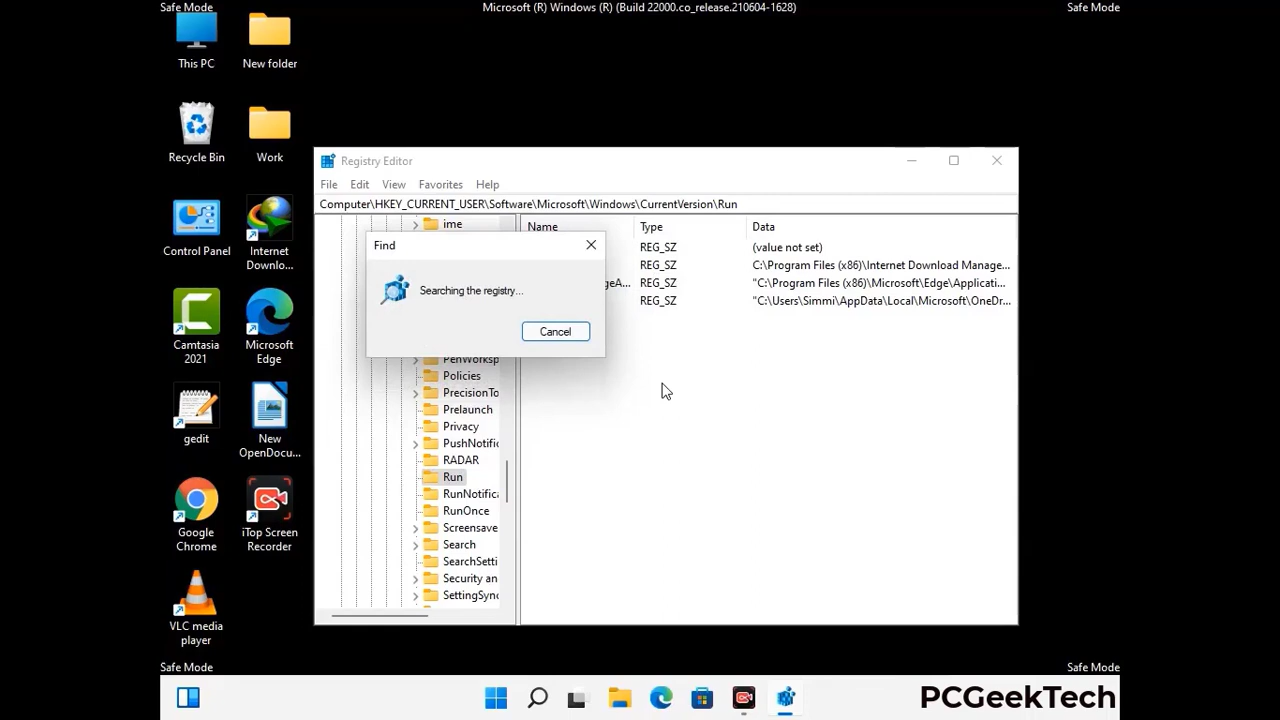 Safe Mode
Microsoft (R) Windows (R) (Build 22000.co_release.210604-1628)
Safe Mode
This PC
New folder
Recycle Bin
Work
Control Panel
Internet
Downlo...
Camtasia
2021
Microsoft
Edge
gedit
New
OpenDocu...
Google
Chrome
iTop Screen
Recorder
VLC media
player
Registry Editor
File Edit View Favorites Help
Computer\HKEY_CURRENT_USER\Software\Microsoft\Windows\CurrentVersion\Run
ime
Policies
PrecisionTo
Prelaunch
Privacy
PushNotific
RADAR
Run
RunNotifica
RunOnce
Screensave
Search
SearchSetti
Security an
SettingSync
Name Type Data
REG_SZ (value not set)
REG_SZ C:\Program Files (x86)\Internet Download Manage...
geA... REG_SZ "C:\Program Files (x86)\Microsoft\Edge\Applicati...
REG_SZ "C:\Users\Simmi\AppData\Local\Microsoft\OneDr...
Find
Searching the registry...
Cancel
Safe Mode
Safe Mode
PCGeekTech